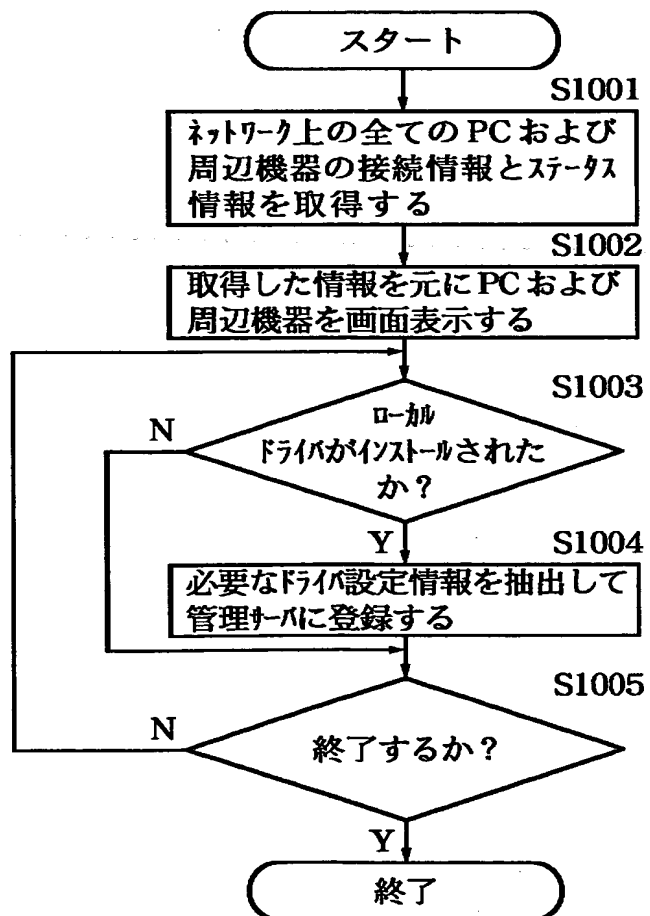 スタート
S1001
ネットワーク上の全てのPCおよび
周辺機器の接続情報とステータス
情報を取得する
S1002
取得した情報を元にPCおよび
周辺機器を画面表示する
S1003
ローカル
ドライバがインストールされた
か？
N
Y
S1004
必要なドライバ設定情報を抽出して
管理サーバに登録する
S1005
終了するか？
N
Y
終了